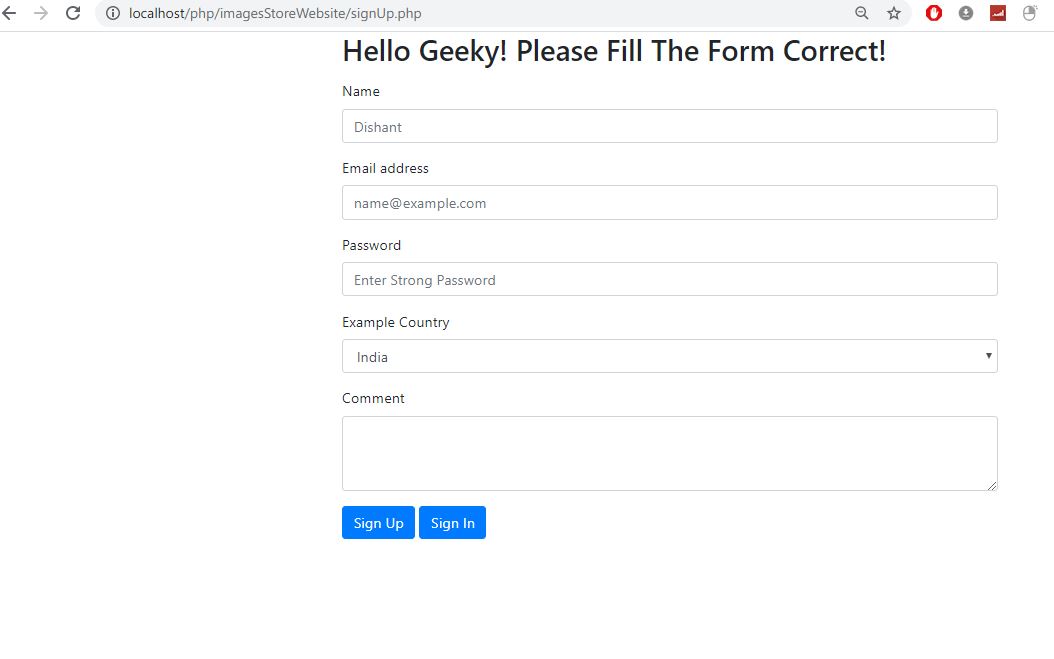 localhost/php/imagesStoreWebsite/signUp.php
Hello Geeky! Please Fill The Form Correct!
Name
Dishant
Email address
name@example.com
Password
Enter Strong Password
Example Country
India
Comment
Sign Up Sign In